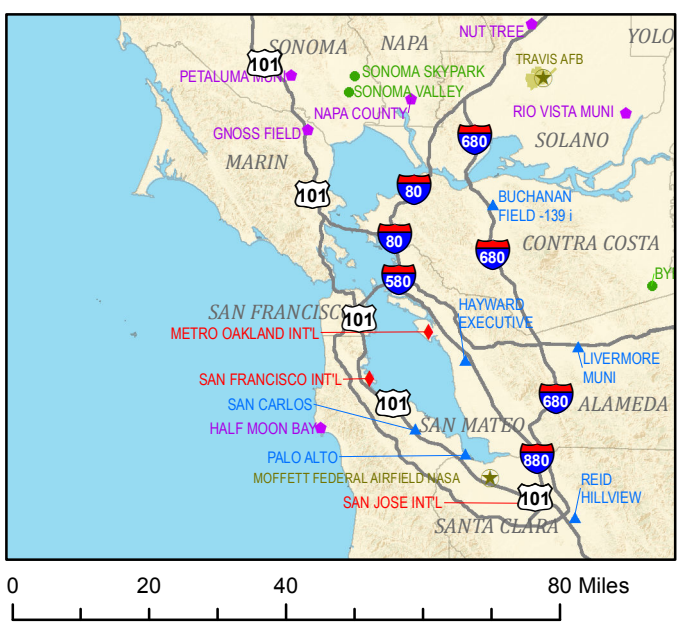 NUT TREE
YOLO
101
SONOMA
NAPA
TRAVIS AFB
PETALUMA MUNI
SONOMA SKYPARK
SONOMA VALLEY
NAPA COUNTY
RIO VISTA MUNI
GNOSS FIELD
680
SOLANO
MARIN
101
80
BUCHANAN
FIELD -139 i
80
CONTRA COSTA
680
580
BY
HAYWARD
EXECUTIVE
SAN FRANCISC
101
METRO OAKLAND INT'L
LIVERMORE
MUNI
SAN FRANCISCO INT'L
680
SAN CARLOS
101
ALAMEDA
HALF MOON BAY
SAN MATEO
PALO ALTO
880
MOFFETT FEDERAL AIRFIELD NASA
REID
HILLVIEW
SAN JOSE INT'L
101
SANTA CLARA
0 20 40 80 Miles